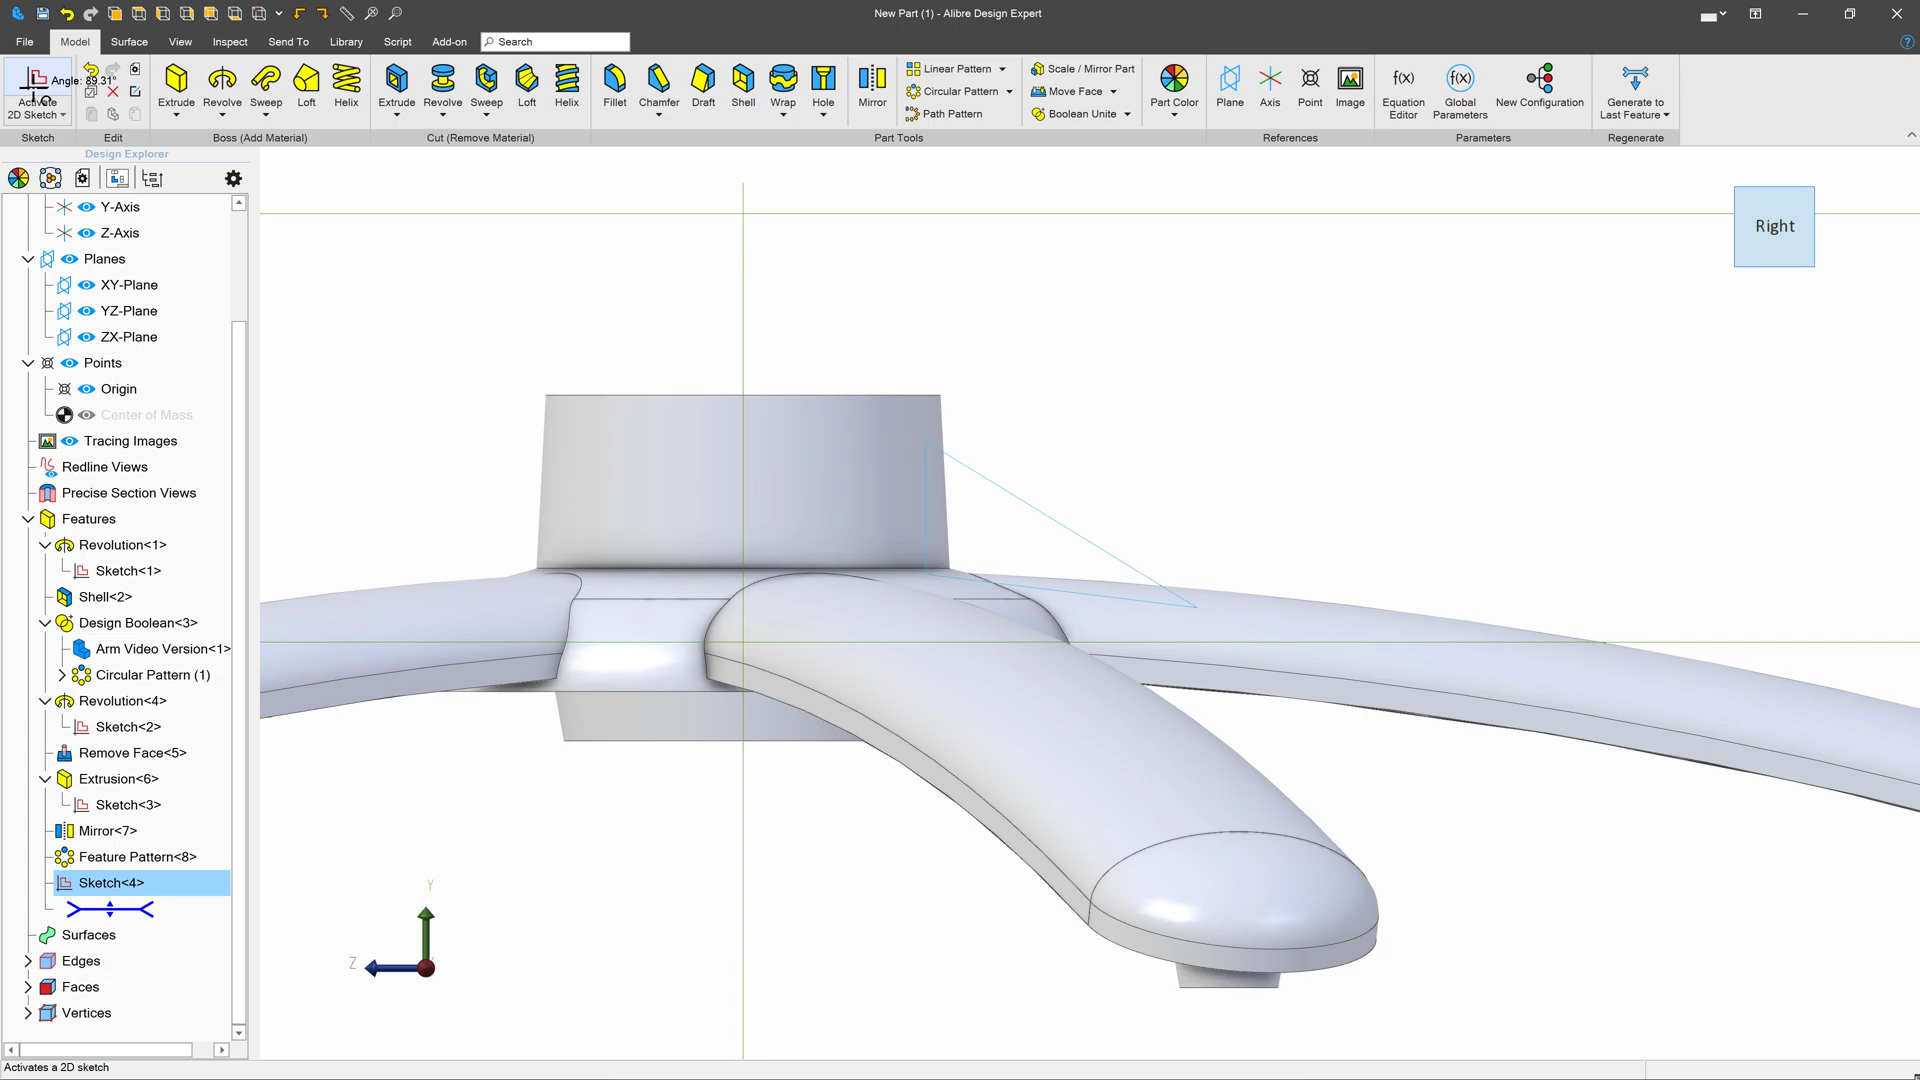 New Part (1) - Alibre Design Expert
File Model Surface View Inspect Send To Library Script Add-on Search
Angle: 89.31°
Activate
2D Sketch
Extrude Revolve Sweep Loft Helix
Extrude Revolve Sweep Loft Helix
Fillet Chamfer Draft Shell Wrap Hole
Mirror
Linear Pattern
Circular Pattern
Path Pattern
Scale / Mirror Part
Move Face
Boolean Unite
Part Color
Plane Axis Point Image
Equation
Editor
Global
Parameters
New Configuration
Generate to
Last Feature
Sketch Edit Boss (Add Material) Cut (Remove Material) Part Tools References Parameters Regenerate
Design Explorer
Y-Axis
Z-Axis
Planes
XY-Plane
YZ-Plane
ZX-Plane
Points
Origin
Center of Mass
Tracing Images
Redline Views
Precise Section Views
Features
Revolution<1>
Sketch<1>
Shell<2>
Design Boolean<3>
Arm Video Version<1>
Circular Pattern (1)
Revolution<4>
Sketch<2>
Remove Face<5>
Extrusion<6>
Sketch<3>
Mirror<7>
Feature Pattern<8>
Sketch<4>
Surfaces
Edges
Faces
Vertices
Right
Y
Z
Activates a 2D sketch